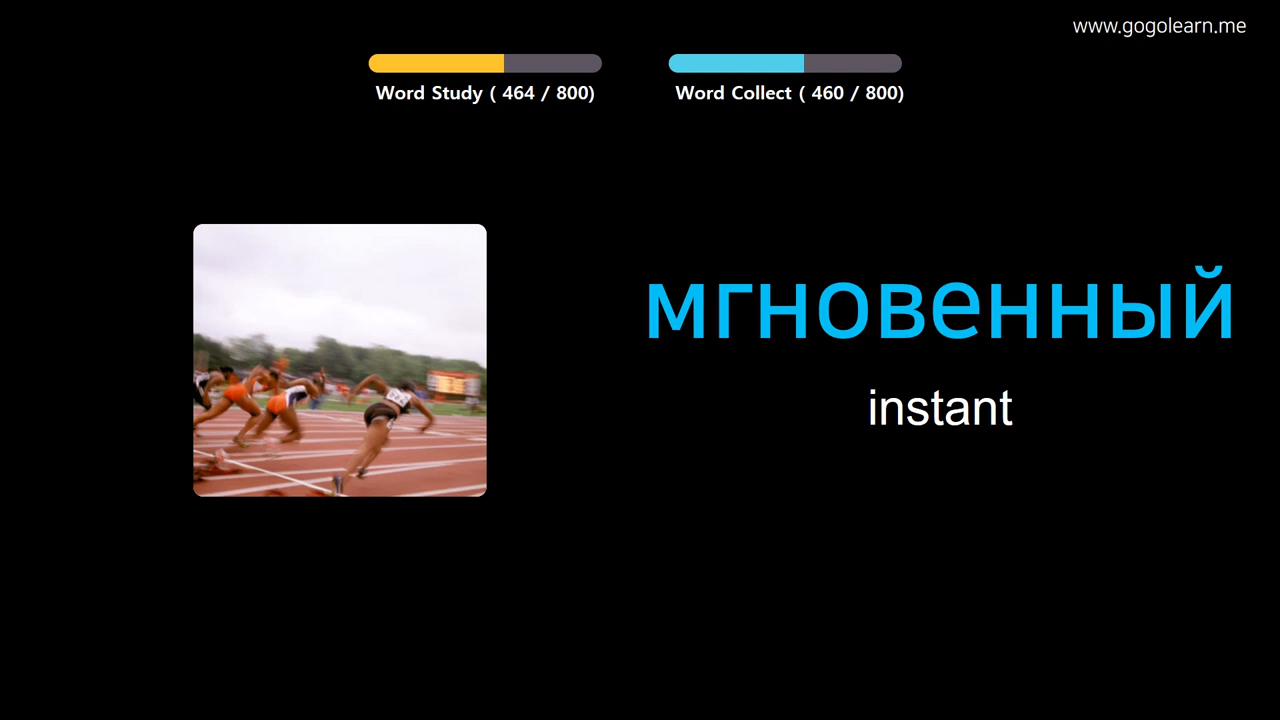 www.gogolearn.me
Word Study ( 464 / 800)
Word Collect ( 460 / 800)
мгновенный
instant